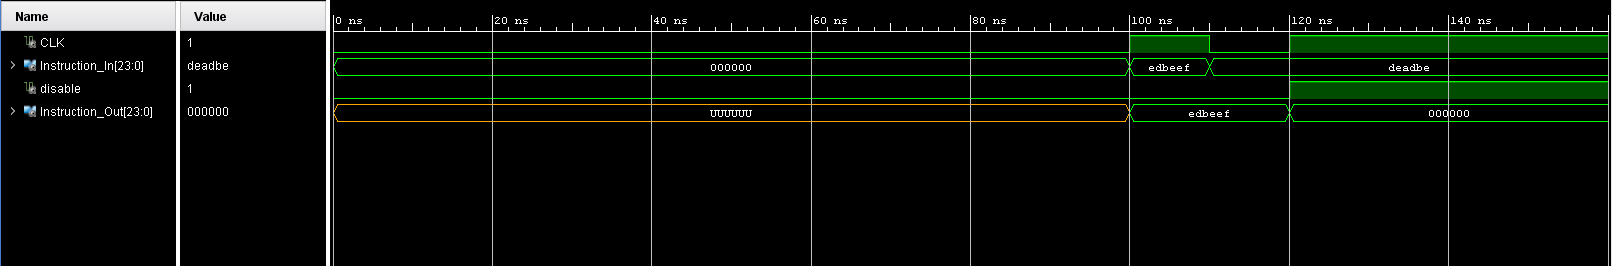 Name Value 0 ns 20 ns 40 ns 60 ns 80 ns 100 ns 120 ns 140 ns
CLK 1
Instruction_In[23:0] deadbe 000000 edbeef deadbe
disable 1
Instruction_Out[23:0] 000000 UUUUUU edbeef 000000